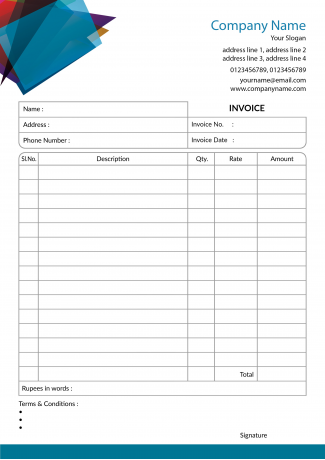 Company Name
Your Slogan
address line 1, address line 2
address line 3, address line 4
0123456789, 0123456789
yourname@email.com
www.companyname.com
Name :
INVOICE
Address :
Invoice No. :
Phone Number :
Invoice Date :
Sl.No. Description Qty. Rate Amount
Total
Rupees in words :
Terms & Conditions :
•
•
•
Signature